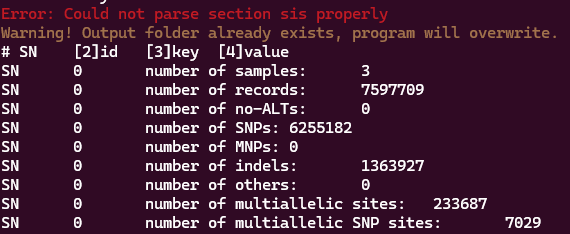 Error: Could not parse section sis properly
Warning! Output folder already exists, program will overwrite.
# SN [2]id [3]key [4]value
SN 0 number of samples: 3
SN 0 number of records: 7597709
SN 0 number of no-ALTs: 0
SN 0 number of SNPs: 6255182
SN 0 number of MNPs: 0
SN 0 number of indels: 1363927
SN 0 number of others: 0
SN 0 number of multiallelic sites: 233687
SN 0 number of multiallelic SNP sites: 7029